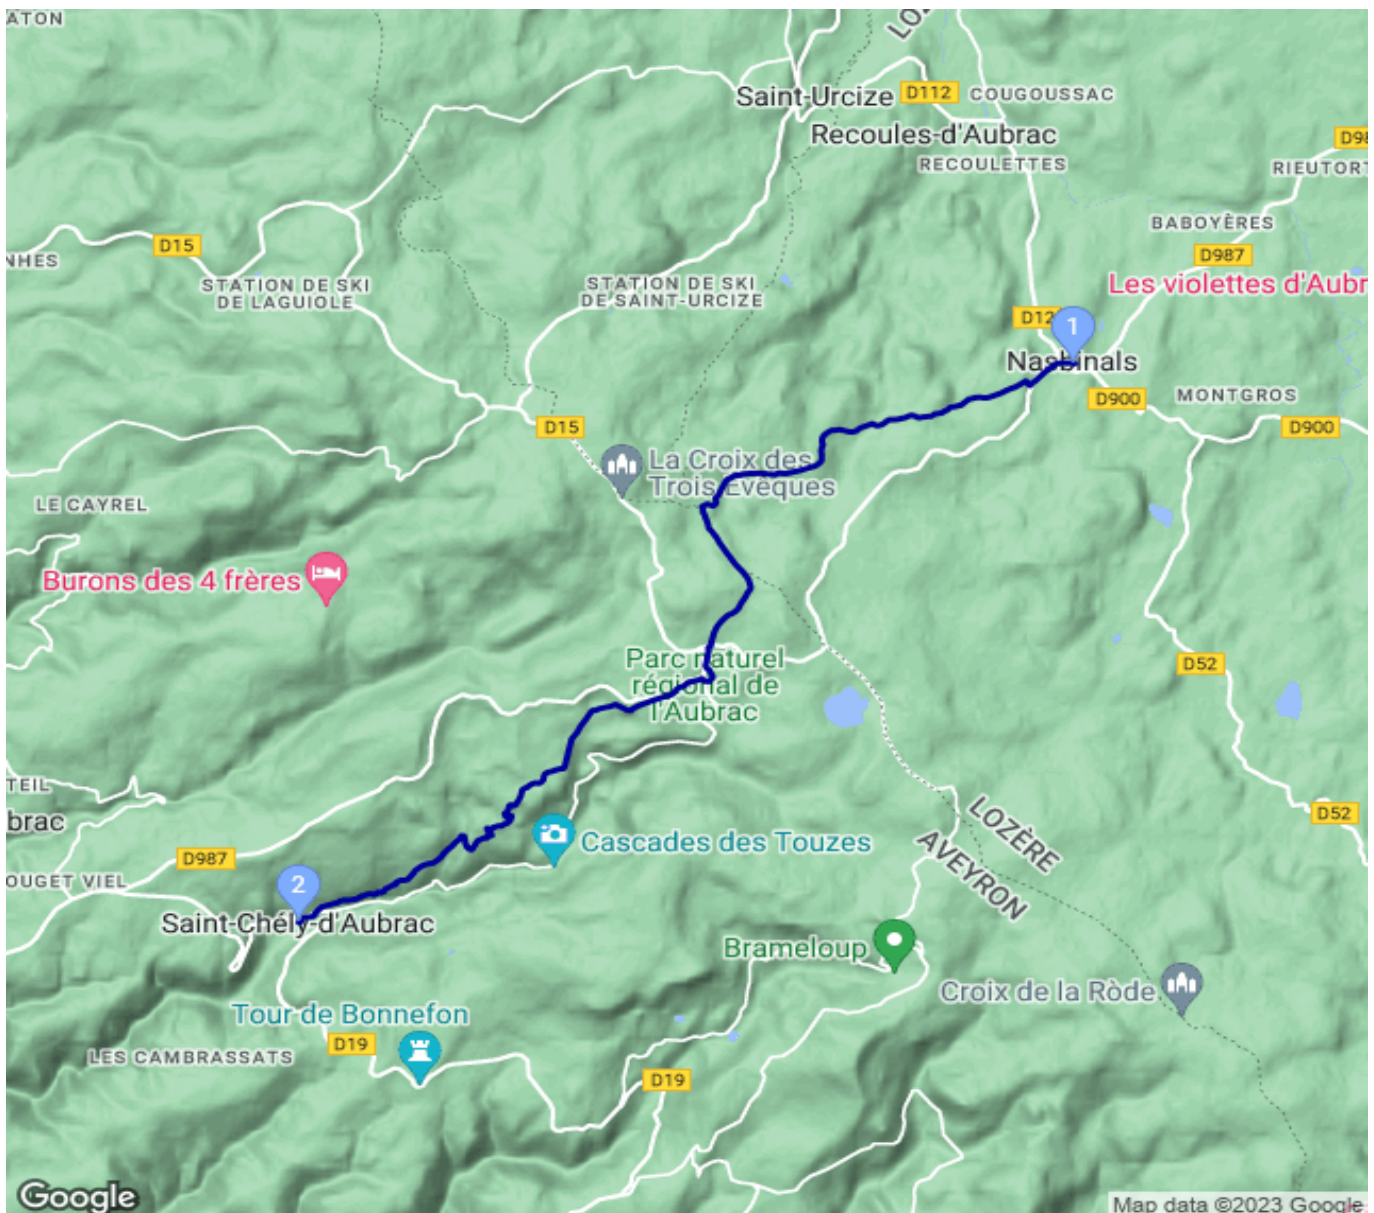 ATON
LOZ
Saint-Urcize
D112
COUGOUSSAC
Recoules-d'Aubrac
RECOULETTES
D98
RIEUTORT
BABOYÈRES
D987
D15
NHES
STATION DE SKI
DE LAGUIOLE
STATION DE SKI
DE SAINT-URCIZE
Les violettes d'Aubr
D12
1
Nasbinals
D900
MONTGROS
D900
D15
La Croix des
Trois Evêques
LE CAYREL
Burons des 4 frères
Parc naturel
régional de
l'Aubrac
D52
TEIL
brac
LOZÈRE
AVEYRON
D52
Cascades des Touzes
D987
OUGET VIEL
2
Saint-Chély-d'Aubrac
Brameloup
Croix de la Ròde
Tour de Bonnefon
D19
LES CAMBRASSATS
D19
Google
Map data ©2023 Google